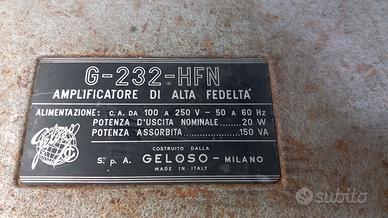 G-232-HFN
AMPLIFICATORE DI ALTA FEDELTA'
ALIMENTAZIONE: C.A. DA 100 A 250 V - 50 A 60 Hz
POTENZA D'USCITA NOMINALE -- 20 W
POTENZA ASSORBITA -- 150 VA
Geloso
COSTRUITO DALLA
S.p.A. GELOSO - MILANO
MADE IN ITALY
subito